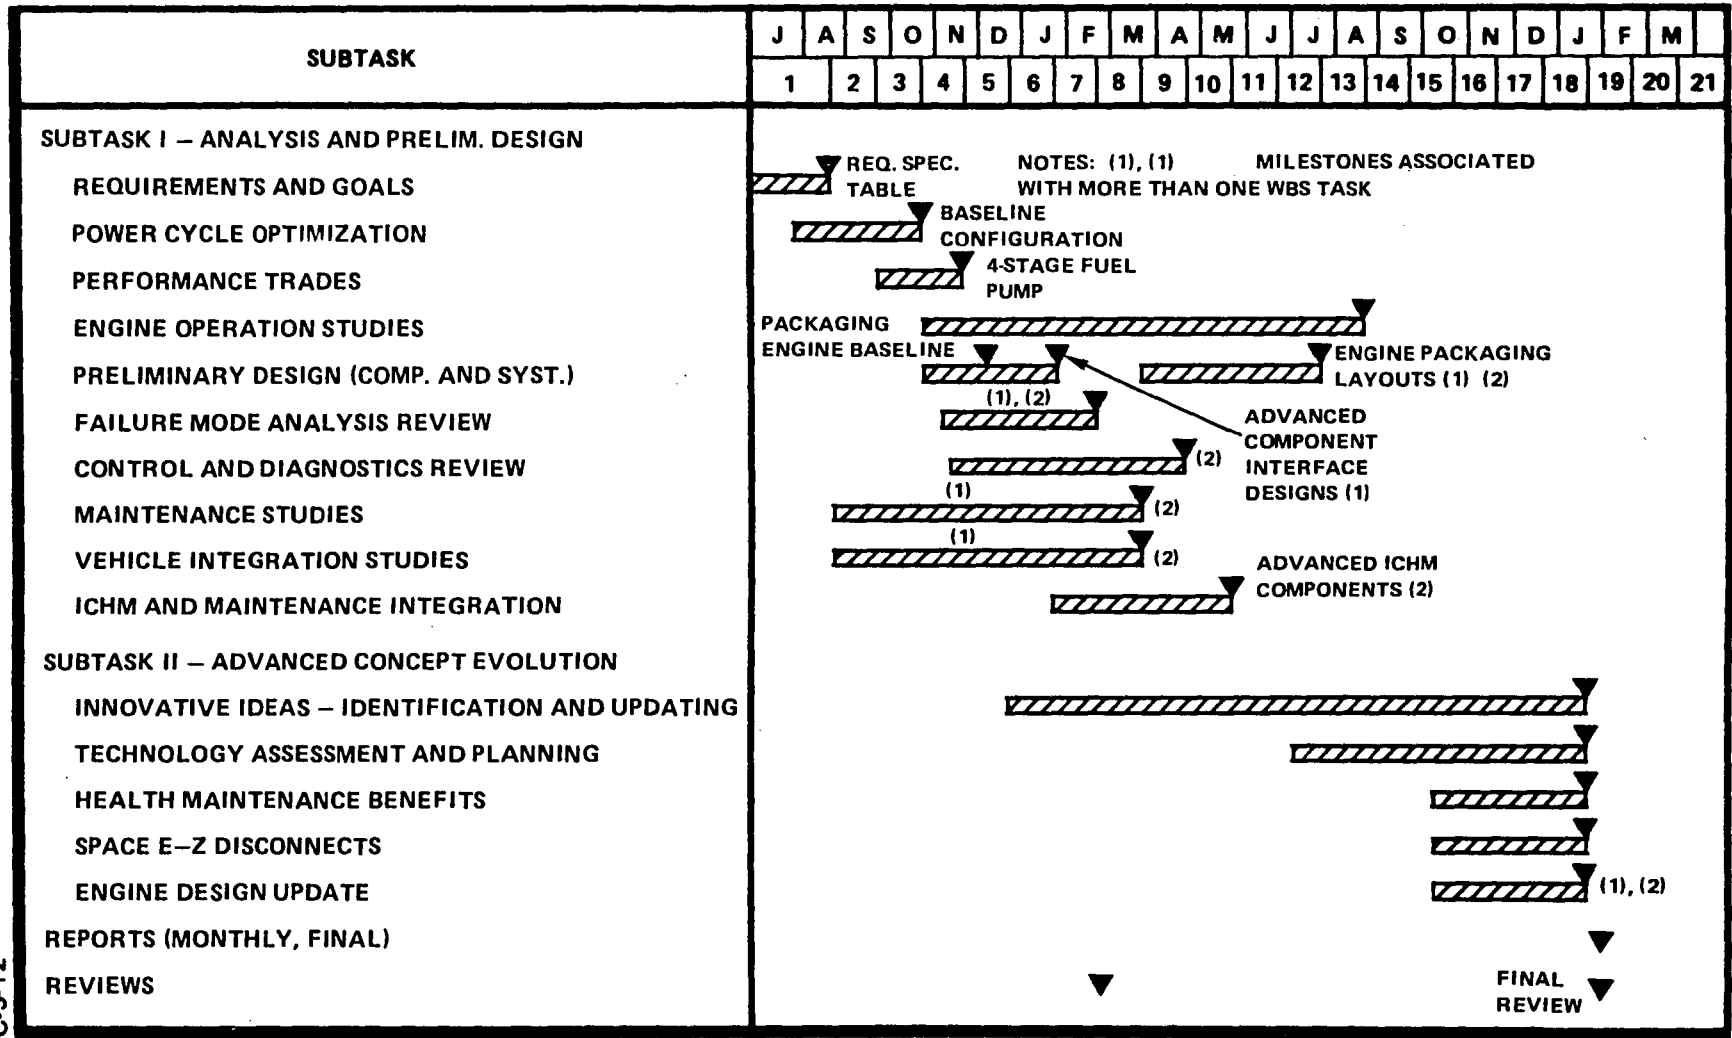 SUBTASK
J A S O N D J F M A M J J A S O N D J F M
1 2 3 4 5 6 7 8 9 10 11 12 13 14 15 16 17 18 19 20 21
SUBTASK I – ANALYSIS AND PRELIM. DESIGN
REQUIREMENTS AND GOALS
REQ. SPEC.
TABLE
NOTES: (1), (1) MILESTONES ASSOCIATED
WITH MORE THAN ONE WBS TASK
POWER CYCLE OPTIMIZATION
BASELINE
CONFIGURATION
PERFORMANCE TRADES
4-STAGE FUEL
PUMP
ENGINE OPERATION STUDIES
PACKAGING
ENGINE BASELINE
PRELIMINARY DESIGN (COMP. AND SYST.)
ENGINE PACKAGING
LAYOUTS (1) (2)
(1), (2)
FAILURE MODE ANALYSIS REVIEW
ADVANCED
COMPONENT
INTERFACE
DESIGNS (1)
CONTROL AND DIAGNOSTICS REVIEW
(2)
(1)
MAINTENANCE STUDIES
(2)
(1)
VEHICLE INTEGRATION STUDIES
(2)
ADVANCED ICHM
COMPONENTS (2)
ICHM AND MAINTENANCE INTEGRATION
SUBTASK II – ADVANCED CONCEPT EVOLUTION
INNOVATIVE IDEAS – IDENTIFICATION AND UPDATING
TECHNOLOGY ASSESSMENT AND PLANNING
HEALTH MAINTENANCE BENEFITS
SPACE E–Z DISCONNECTS
ENGINE DESIGN UPDATE
(1), (2)
REPORTS (MONTHLY, FINAL)
REVIEWS
FINAL
REVIEW